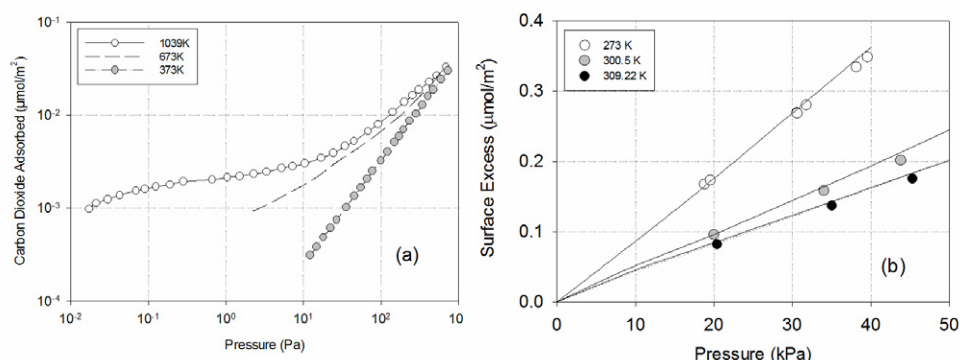 10⁻¹
10⁻²
10⁻³
10⁻⁴
Carbon Dioxide Adsorbed (µmol/m²)
1039K
673K
373K
(a)
10⁻² 10⁻¹ 10⁰ 10¹ 10² 10
Pressure (Pa)
0.4
0.3
0.2
0.1
0.0
Surface Excess (µmol/m²)
273 K
300.5 K
309.22 K
(b)
0 10 20 30 40 50
Pressure (kPa)